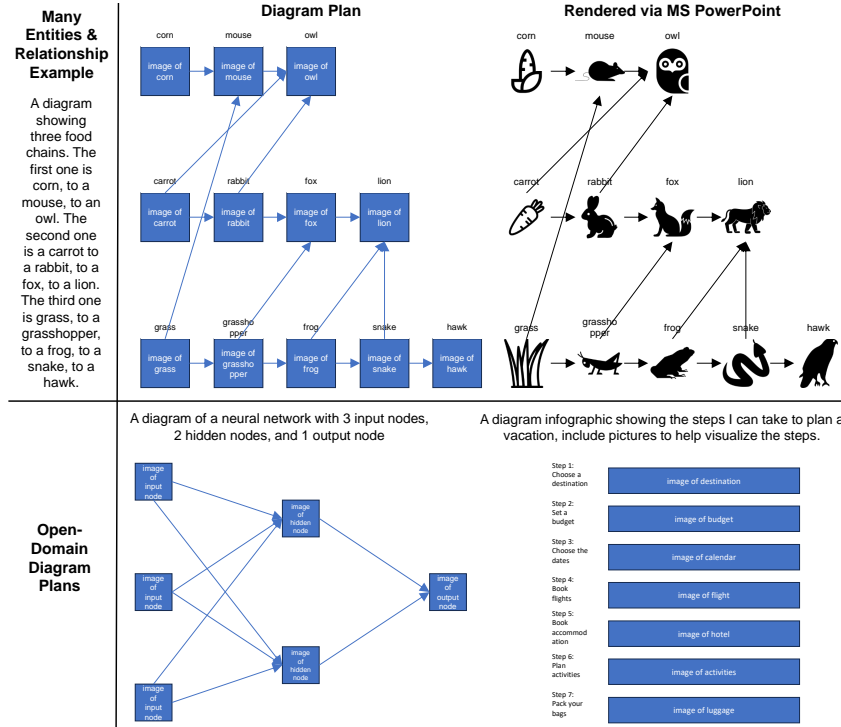 Many
Entities &
Relationship
Example
A diagram
showing
three food
chains. The
first one is
corn, to a
mouse, to an
owl. The
second one
is a carrot to
a rabbit, to a
fox, to a lion.
The third one
is grass, to a
grasshopper,
to a frog, to a
snake, to a
hawk.
Diagram Plan
corn mouse owl
image of
corn
image of
mouse
image of
owl
carrot rabbit fox lion
image of
carrot
image of
rabbit
image of
fox
image of
lion
grass
grassho
pper
frog
snake
hawk
image of
grass
image of
grassho
pper
image of
frog
image of
snake
image of
hawk
Rendered via MS PowerPoint
corn mouse owl
carrot rabbit fox lion
grass
grassho
pper
frog
snake
hawk
Open-
Domain
Diagram
Plans
A diagram of a neural network with 3 input nodes,
2 hidden nodes, and 1 output node
image
of
input
node
image
of
input
node
image
of
input
node
image
of
hidden
node
image
of
hidden
node
image
of
output
node
A diagram infographic showing the steps I can take to plan a
vacation, include pictures to help visualize the steps.
Step 1:
Choose a
destination
image of destination
Step 2:
Set a
budget
image of budget
Step 3:
Choose the
dates
image of calendar
Step 4:
Book
flights
image of flight
Step 5:
Book
accommod
ation
image of hotel
Step 6:
Plan
activities
image of activities
Step 7:
Pack your
bags
image of luggage